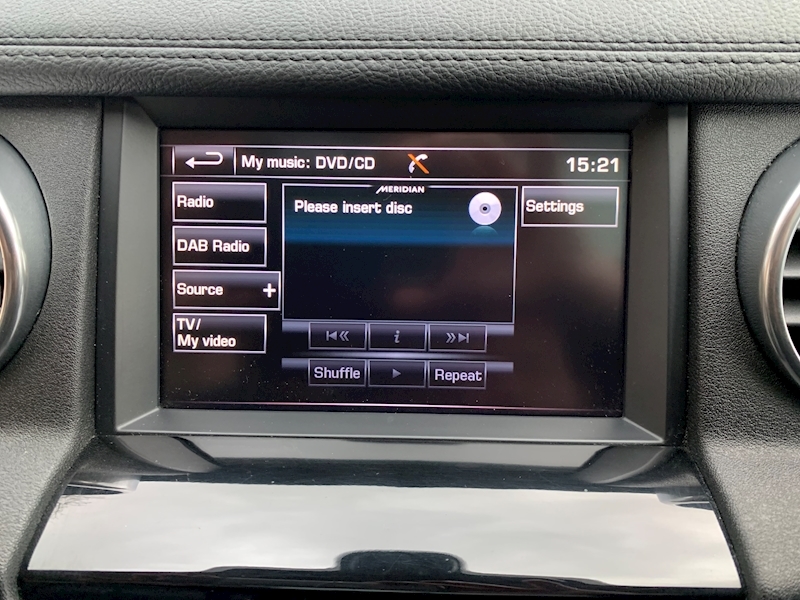 My music: DVD/CD
15:21
Radio
DAB Radio
Source +
TV/
My video
MERIDIAN
Please insert disc
i
Shuffle
Repeat
Settings